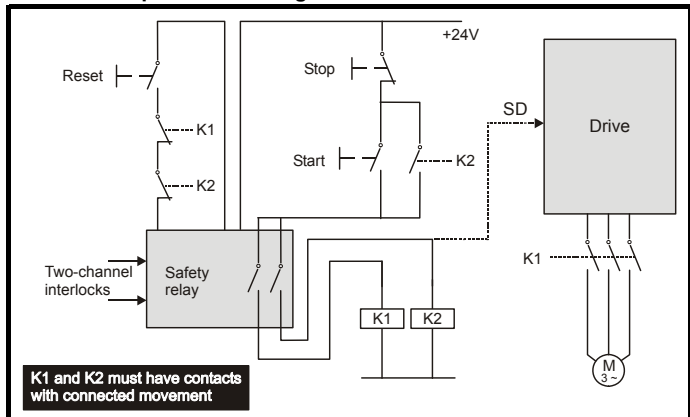 +24V
Reset
Stop
K1
K2
Start
K2
SD
Drive
Two-channel
interlocks
Safety
relay
K1
K2
K1
M
3 ~
K1 and K2 must have contacts
with connected movement